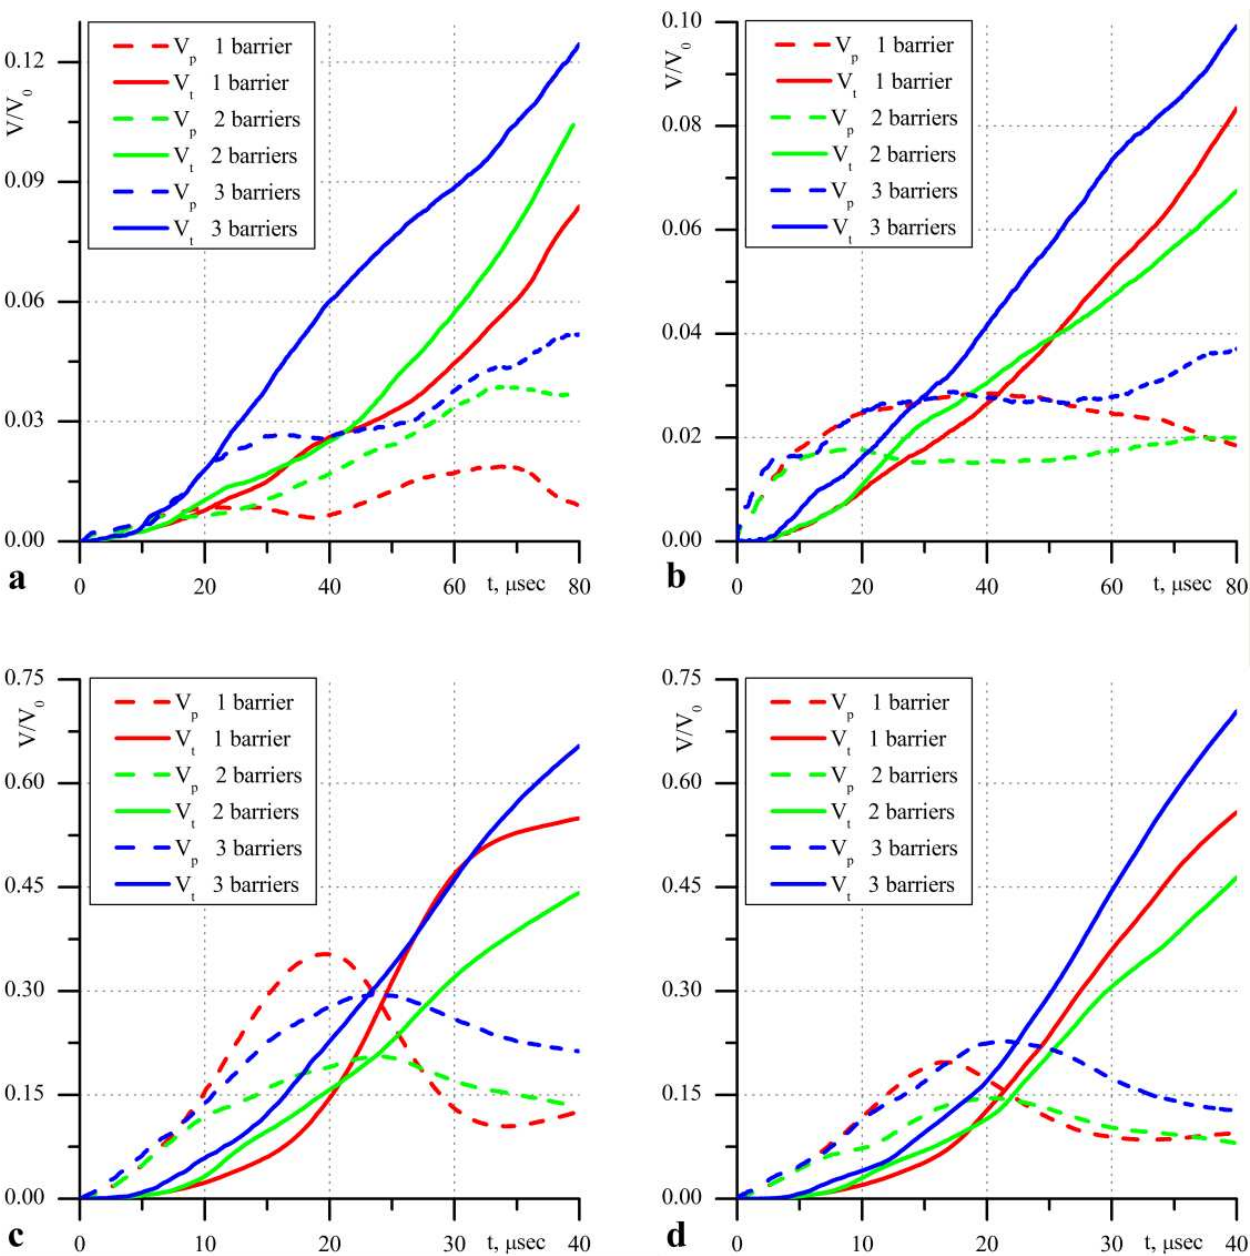 V/V₀
0.12
0.09
0.06
0.03
0.00
Vₚ 1 barrier
Vₜ 1 barrier
Vₚ 2 barriers
Vₜ 2 barriers
Vₚ 3 barriers
Vₜ 3 barriers
0 20 40 60 t, μsec 80
a
V/V₀
0.10
0.08
0.06
0.04
0.02
0.00
Vₚ 1 barrier
Vₜ 1 barrier
Vₚ 2 barriers
Vₜ 2 barriers
Vₚ 3 barriers
Vₜ 3 barriers
0 20 40 60 t, μsec 80
b
V/V₀
0.75
0.60
0.45
0.30
0.15
0.00
Vₚ 1 barrier
Vₜ 1 barrier
Vₚ 2 barriers
Vₜ 2 barriers
Vₚ 3 barriers
Vₜ 3 barriers
0 10 20 30 t, μsec 40
c
V/V₀
0.75
0.60
0.45
0.30
0.15
0.00
Vₚ 1 barrier
Vₜ 1 barrier
Vₚ 2 barriers
Vₜ 2 barriers
Vₚ 3 barriers
Vₜ 3 barriers
0 10 20 30 t, μsec 40
d